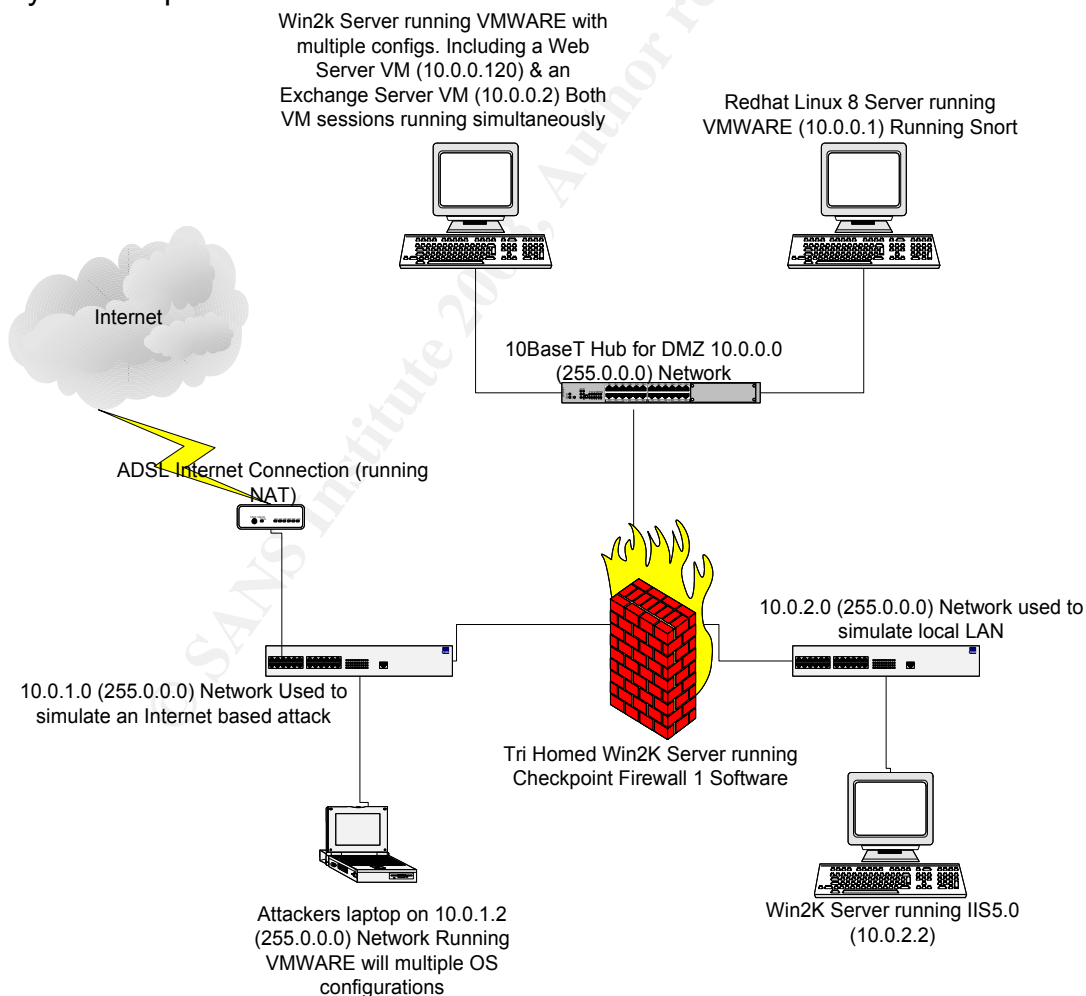 Win2k Server running VMWARE with
multiple configs. Including a Web
Server VM (10.0.0.120) & an
Exchange Server VM (10.0.0.2) Both
VM sessions running simultaneously
Redhat Linux 8 Server running
VMWARE (10.0.0.1) Running Snort
Internet
10BaseT Hub for DMZ 10.0.0.0
(255.0.0.0) Network
ADSL Internet Connection (running
NAT)
10.0.2.0 (255.0.0.0) Network used to
simulate local LAN
10.0.1.0 (255.0.0.0) Network Used to
simulate an Internet based attack
Tri Homed Win2K Server running
Checkpoint Firewall 1 Software
Attackers laptop on 10.0.1.2
(255.0.0.0) Network Running
VMWARE will multiple OS
configurations
Win2K Server running IIS5.0
(10.0.2.2)
© SANS Institute 200 , Author